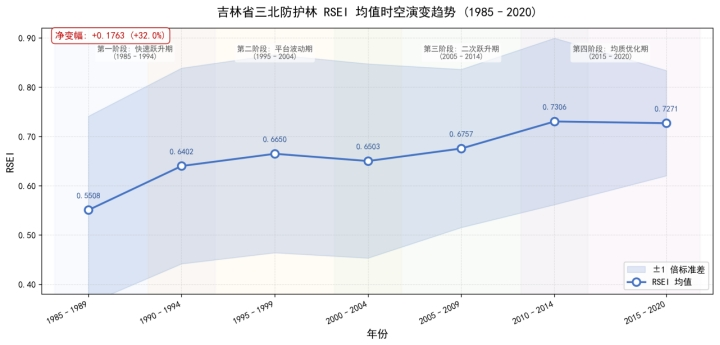 吉林省三北防护林 RSEI 均值时空演变趋势 (1985 - 2020)
净变幅: +0.1763 (+32.0%)
第一阶段: 快速跃升期
(1985 - 1994)
第二阶段: 平台波动期
(1995 - 2004)
第三阶段: 二次跃升期
(2005 - 2014)
第四阶段: 均质优化期
(2015 - 2020)
0.90
0.80
0.70
0.60
0.50
0.40
RSEI
0.5508
0.6402
0.6650
0.6503
0.6757
0.7306
0.7271
±1 倍标准差
RSEI 均值
1985 - 1989
1990 - 1994
1995 - 1999
2000 - 2004
2005 - 2009
2010 - 2014
2015 - 2020
年份